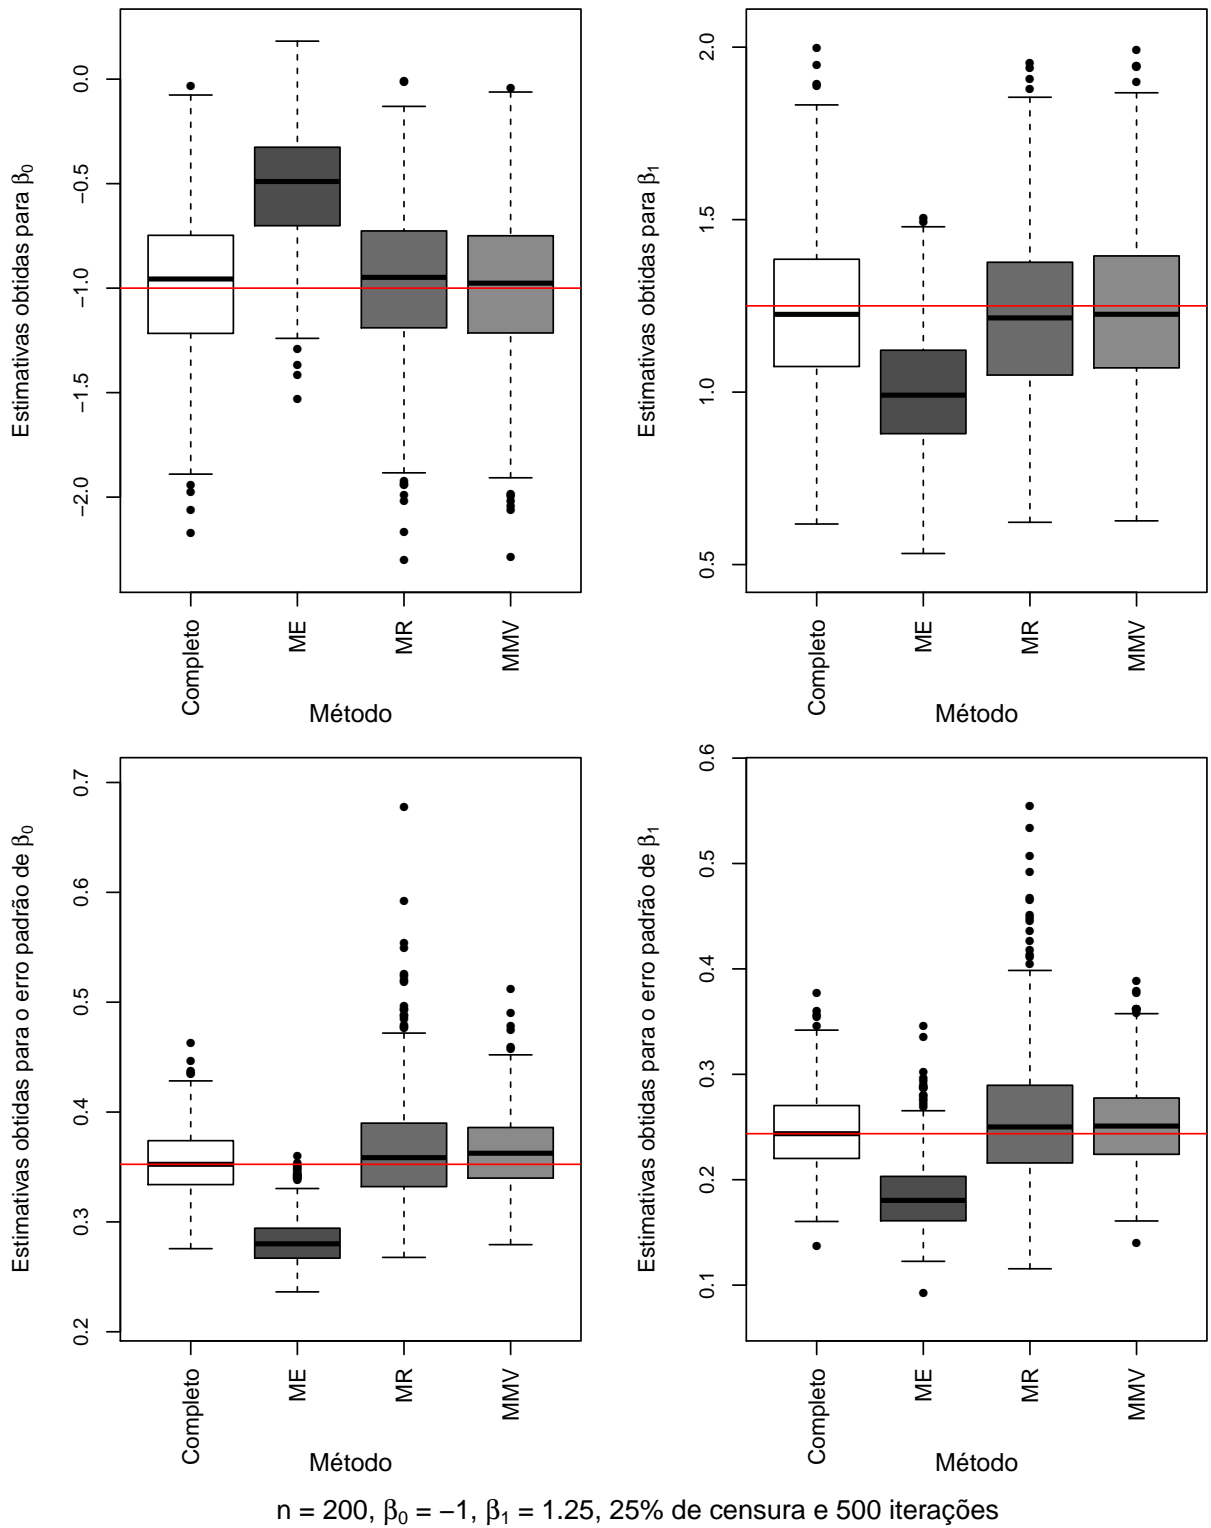 Estimativas obtidas para β₀
0.0
−0.5
−1.0
−1.5
−2.0
Completo
ME
MR
MMV
Método
Estimativas obtidas para β₁
2.0
1.5
1.0
0.5
Completo
ME
MR
MMV
Método
Estimativas obtidas para o erro padrão de β₀
0.7
0.6
0.5
0.4
0.3
0.2
Completo
ME
MR
MMV
Método
Estimativas obtidas para o erro padrão de β₁
0.6
0.5
0.4
0.3
0.2
0.1
Completo
ME
MR
MMV
Método
n = 200, β₀ = −1, β₁ = 1.25, 25% de censura e 500 iterações